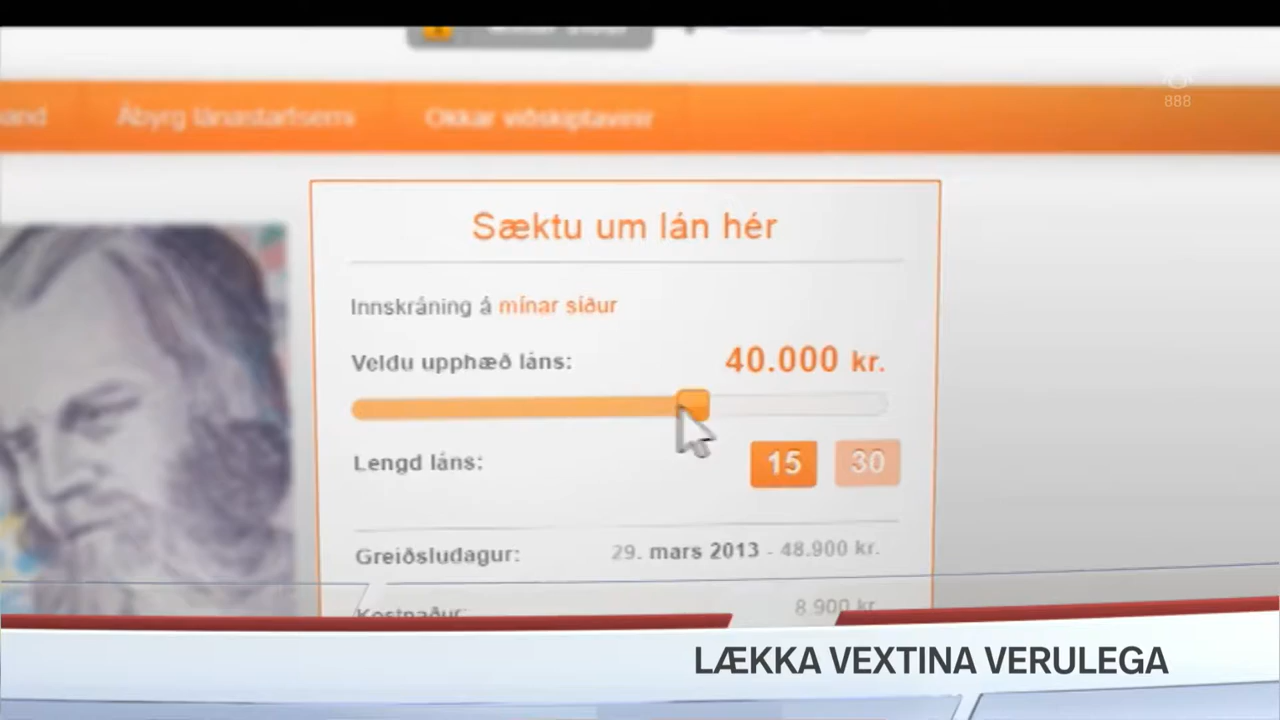 Ábyrg lánastarfsemi Okkar viðskiptavinir
888
Sæktu um lán hér
Innskráning á mínar síður
Veldu upphæð láns: 40.000 kr.
Lengd láns: 15 30
Greiðsludagur: 29. mars 2013 - 48.900 kr.
Kostnaður: 8.900 kr.
LÆKKA VEXTINA VERULEGA